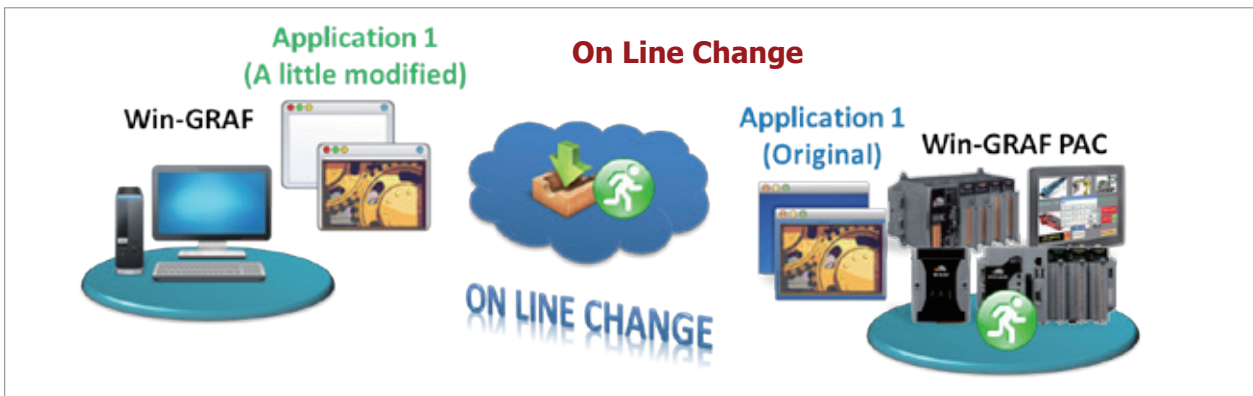 On Line Change
Application 1
(A little modified)
Win-GRAF
Application 1
(Original)
Win-GRAF PAC
ON LINE CHANGE